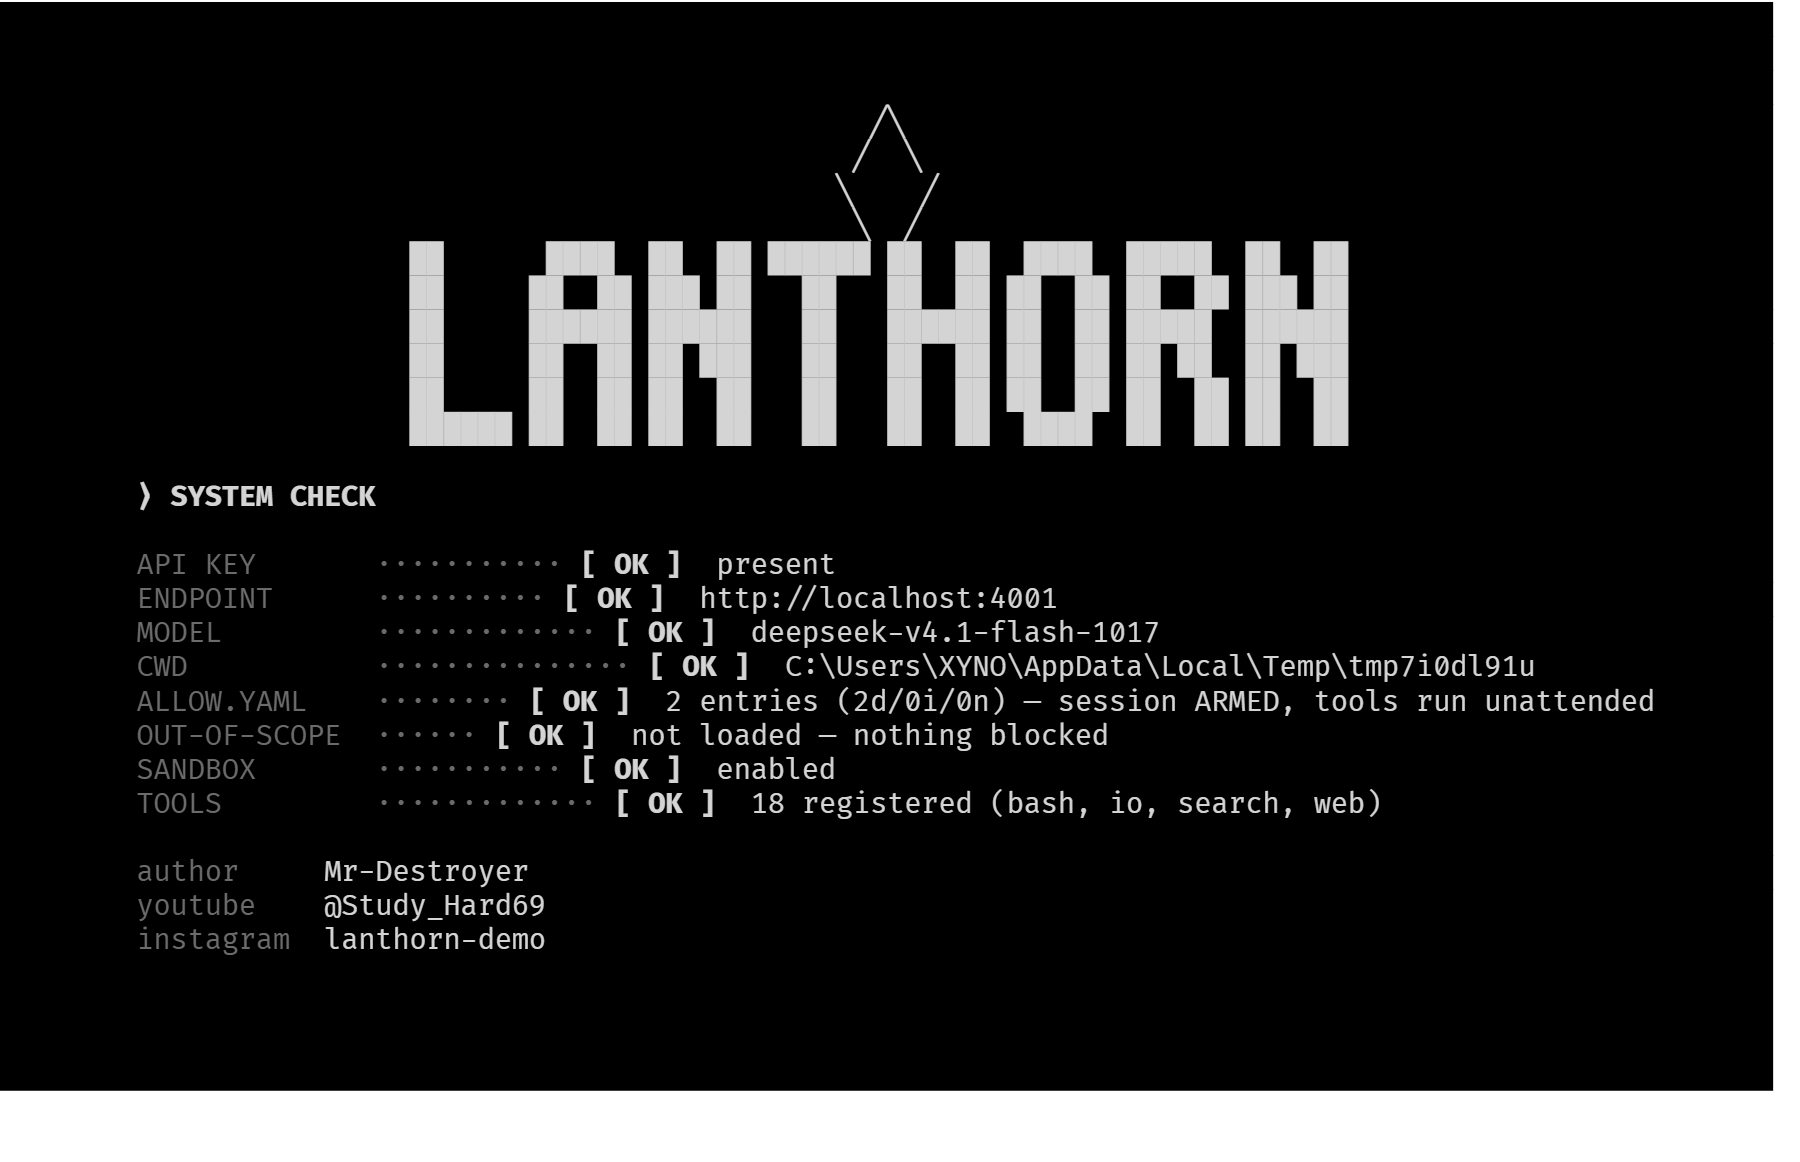 LANTHORN
❯ SYSTEM CHECK
API KEY ··········· [ OK ] present
ENDPOINT ·········· [ OK ] http://localhost:4001
MODEL ············· [ OK ] deepseek-v4.1-flash-1017
CWD ··············· [ OK ] C:\Users\XYNO\AppData\Local\Temp\tmp7i0dl91u
ALLOW.YAML ········ [ OK ] 2 entries (2d/0i/0n) — session ARMED, tools run unattended
OUT-OF-SCOPE ······ [ OK ] not loaded — nothing blocked
SANDBOX ··········· [ OK ] enabled
TOOLS ············· [ OK ] 18 registered (bash, io, search, web)
author Mr-Destroyer
youtube @Study_Hard69
instagram lanthorn-demo